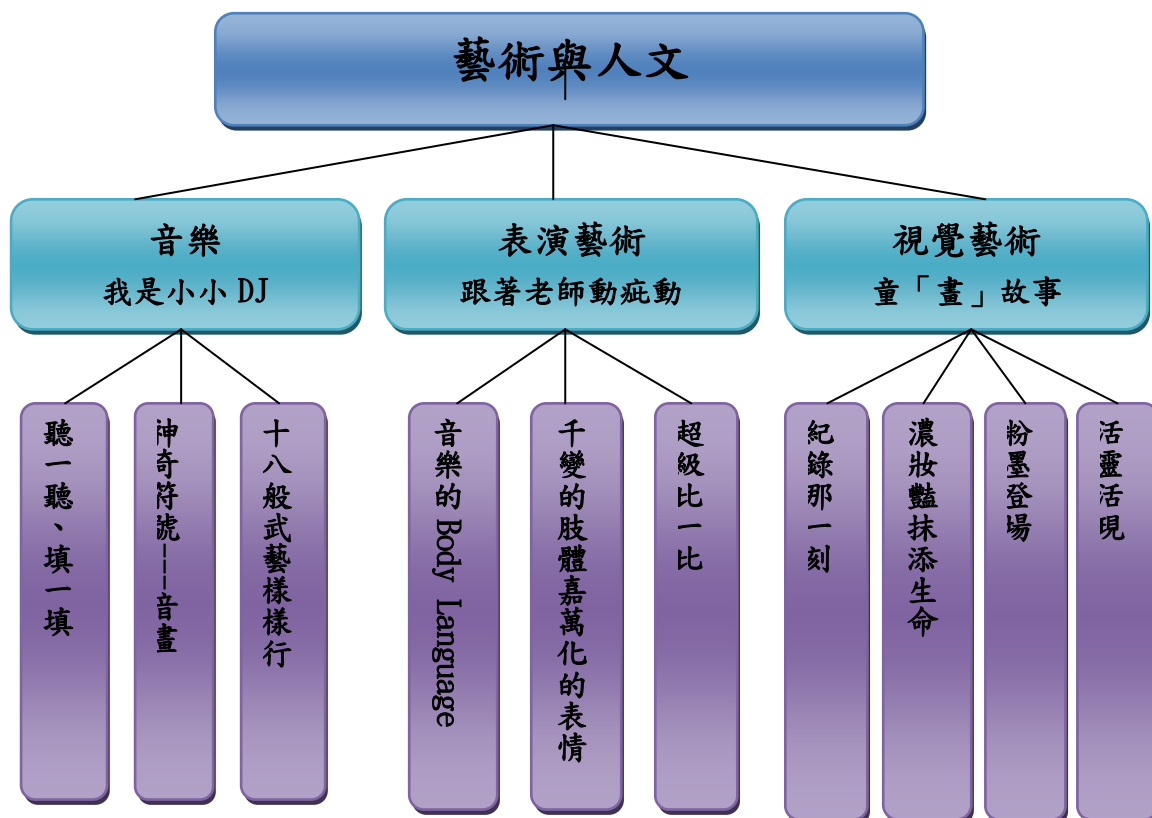 藝術與人文
音樂
我是小小 DJ
表演藝術
跟著老師動疵動
視覺藝術
童「畫」故事
聽一聽、填一填
神奇符號---音畫
十八般武藝樣樣行
音樂的 Body Language
千變的肢體嘉萬化的表情
超級比一比
紀錄那一刻
濃妝豔抹添生命
粉墨登場
活靈活現